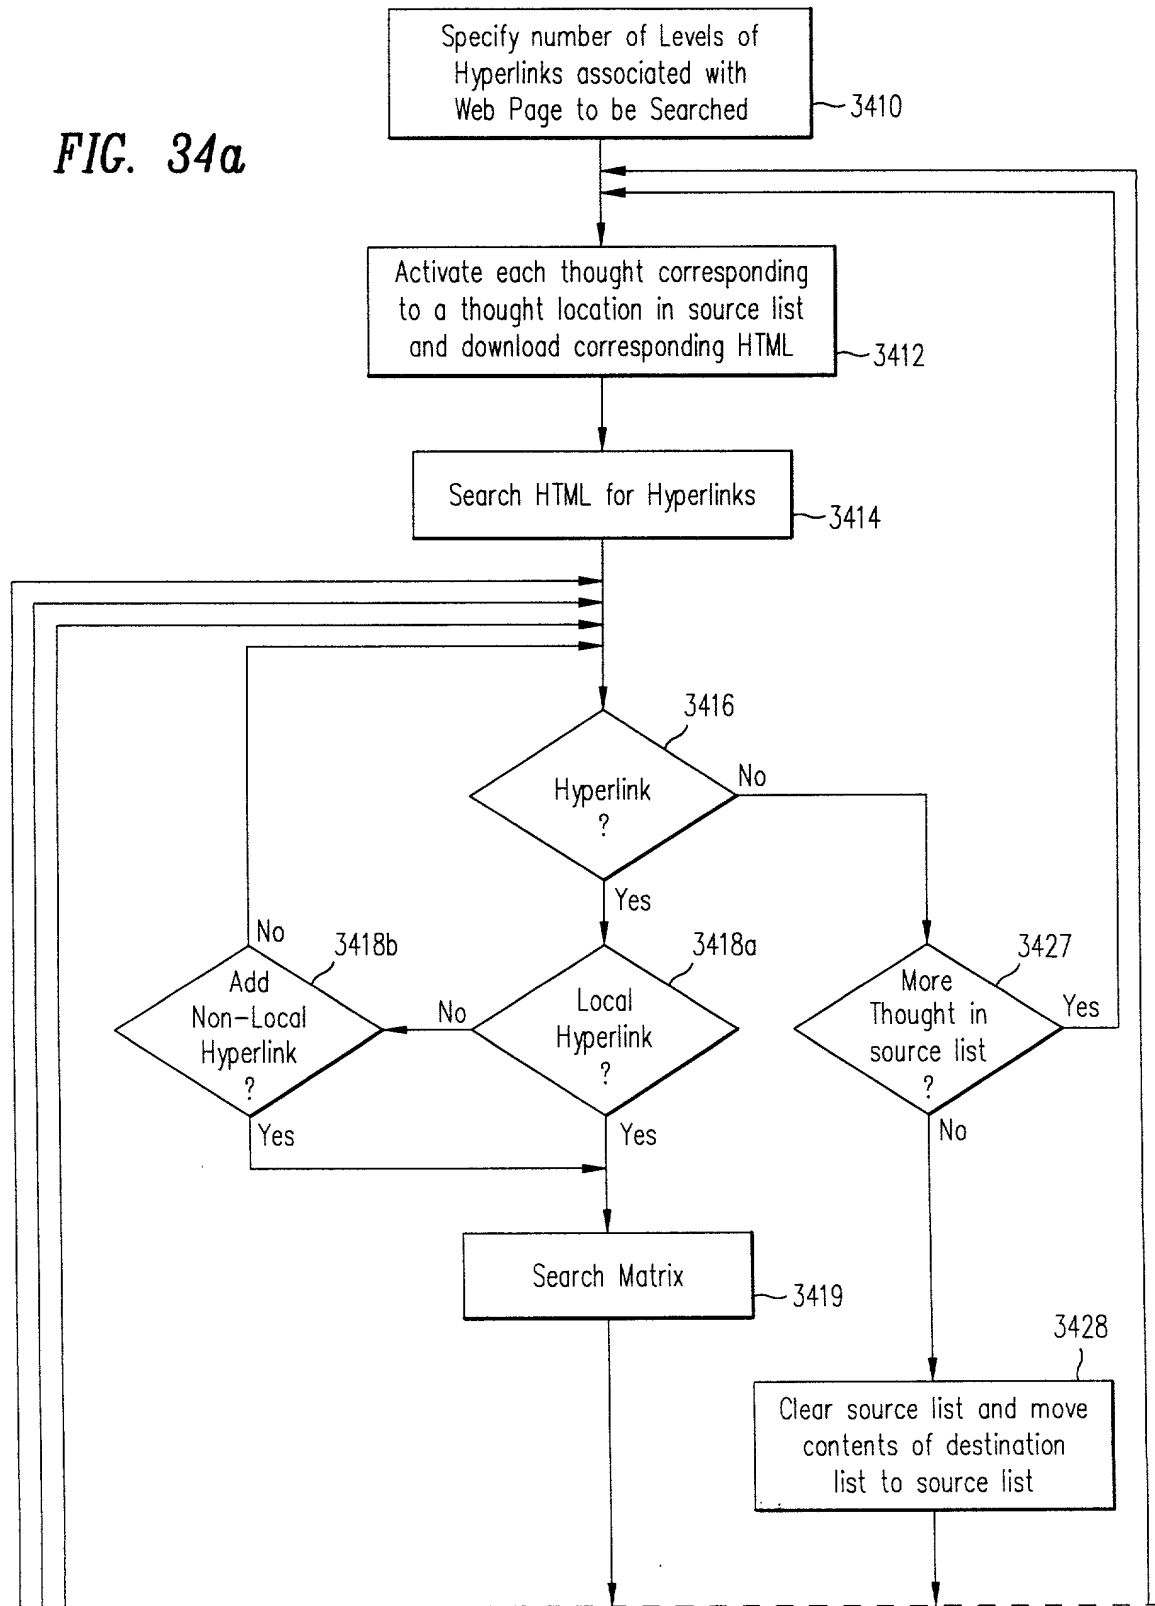 Specify number of Levels of
Hyperlinks associated with
Web Page to be Searched
3410
FIG. 34a
Activate each thought corresponding
to a thought location in source list
and download corresponding HTML
3412
Search HTML for Hyperlinks
3414
3416
Hyperlink
?
No
Yes
No
3418b
Add
Non-Local
Hyperlink
?
Yes
No
3418a
Local
Hyperlink
?
Yes
3427
More
Thought in
source list
?
Yes
No
Search Matrix
3419
3428
Clear source list and move
contents of destination
list to source list